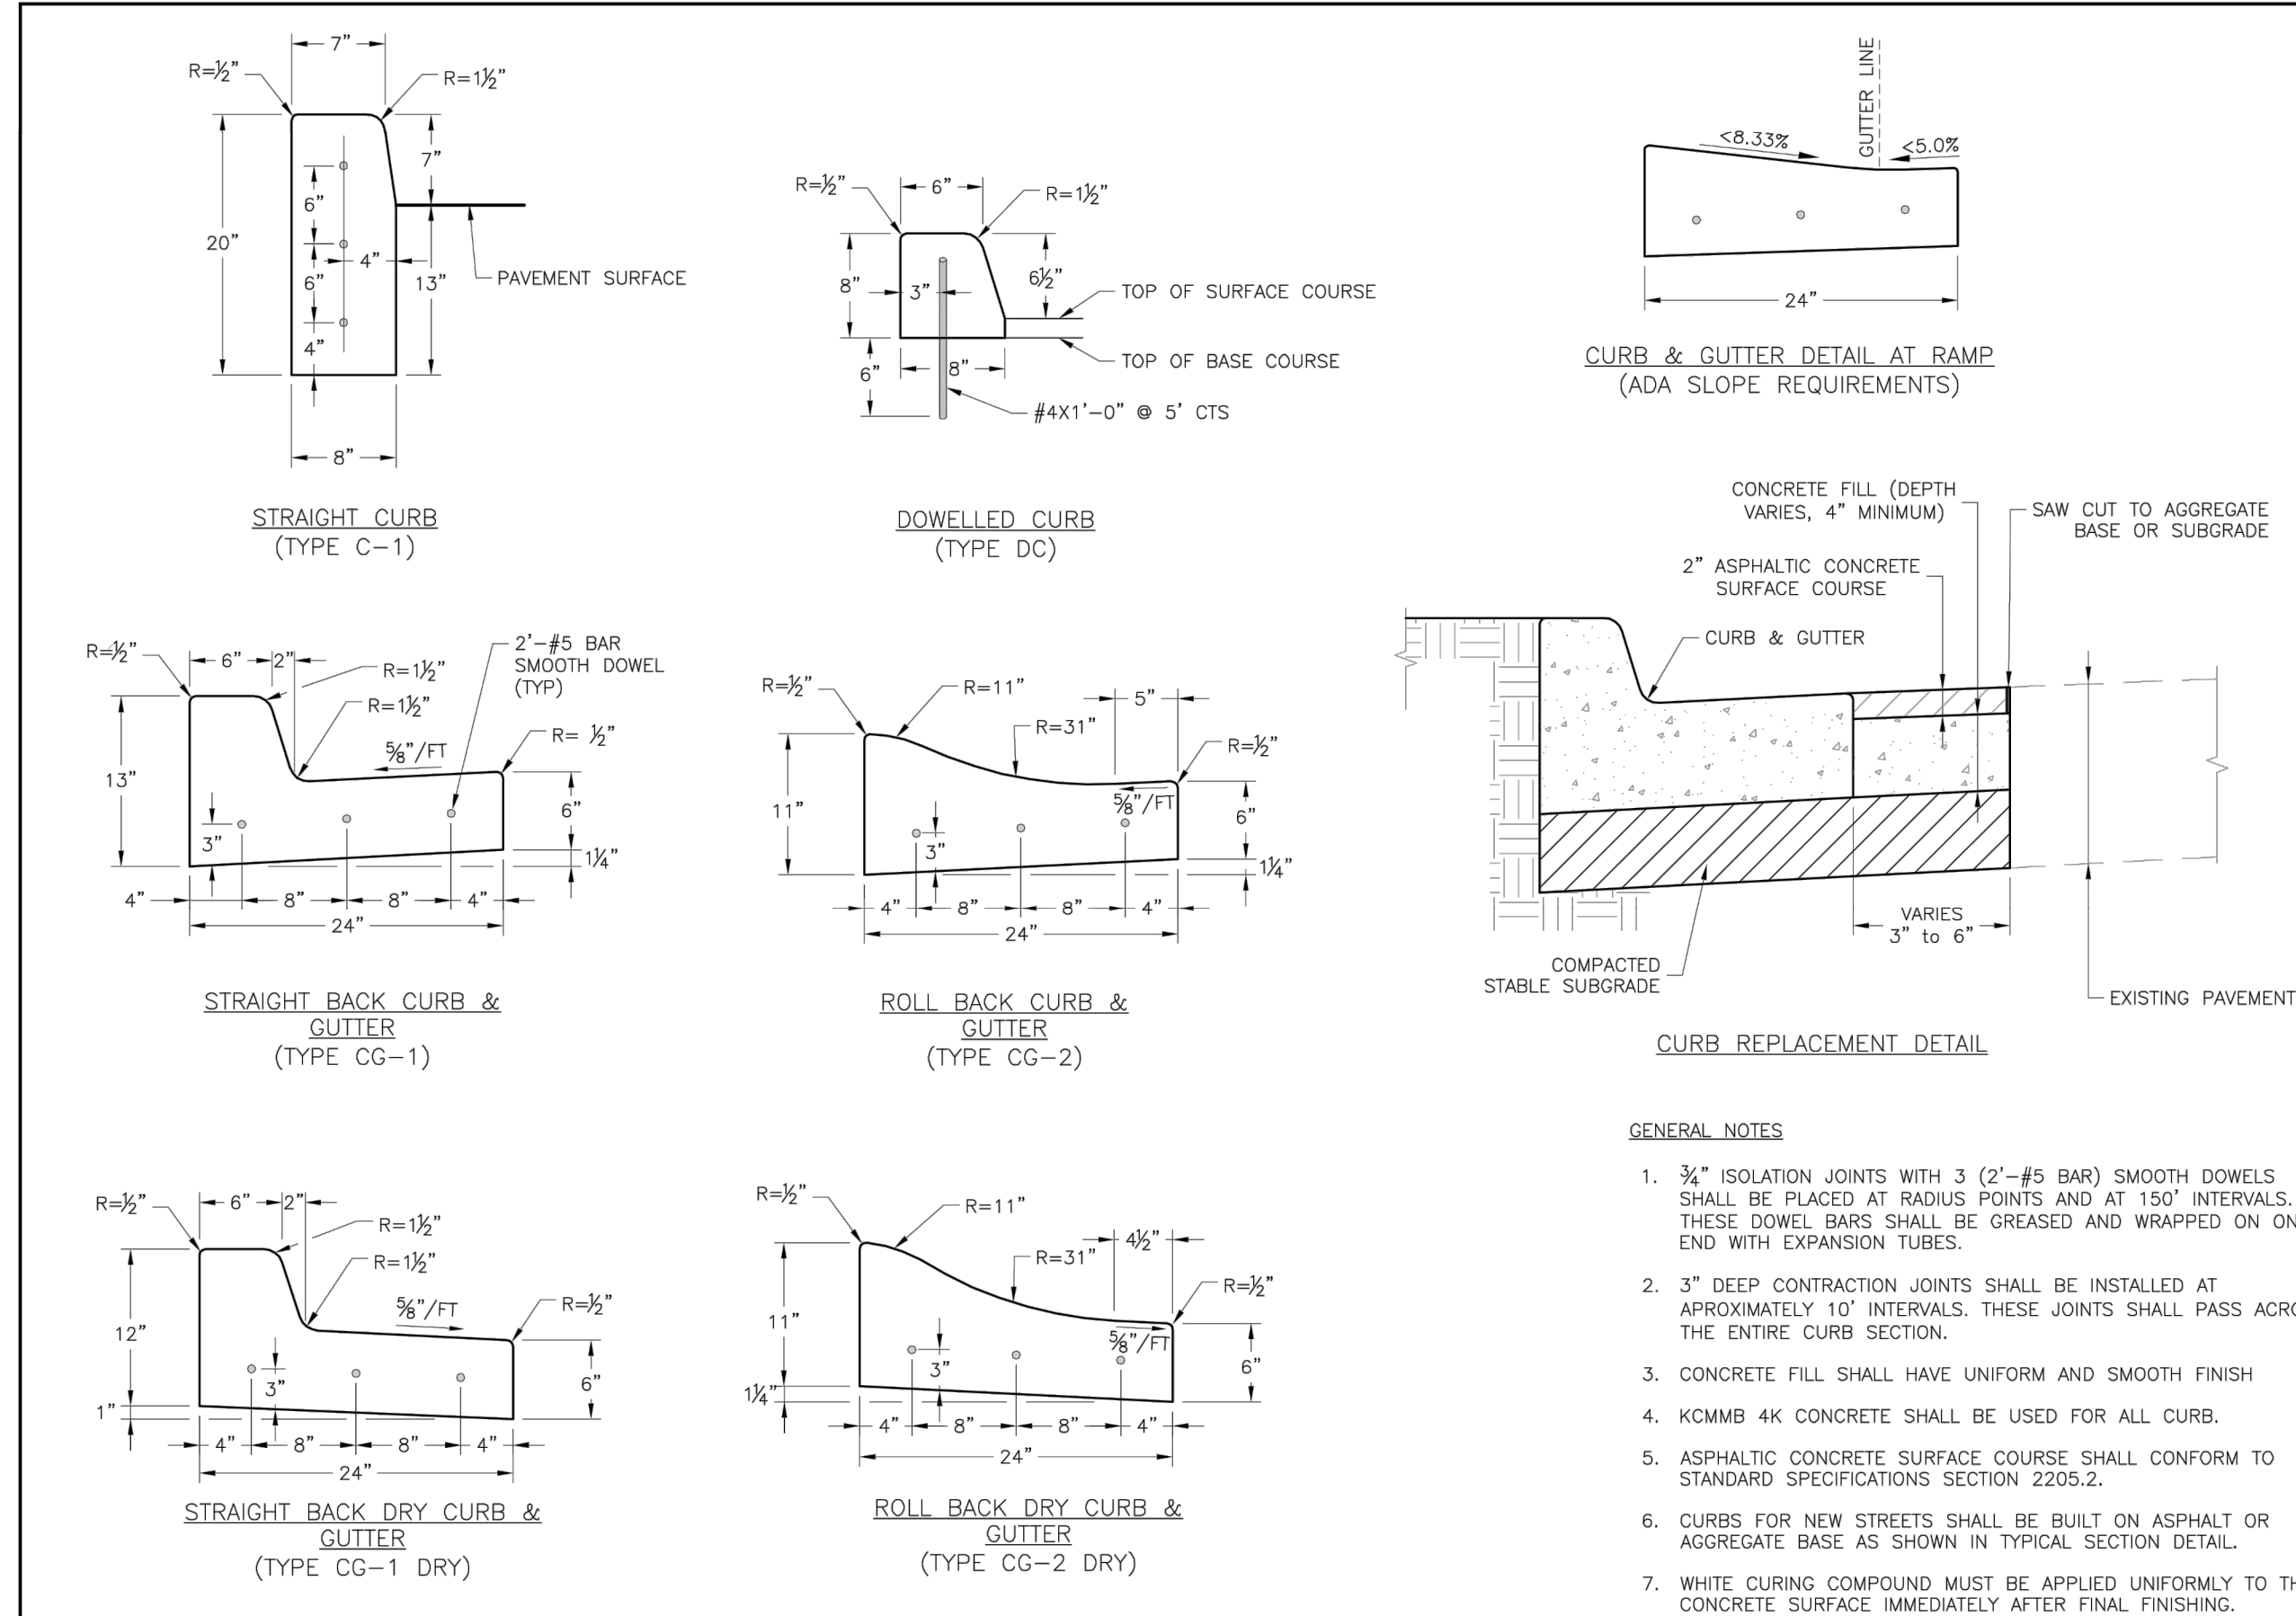 7"
R=½"
R=1½"
20"
7"
6"
6"
4"
4"
13"
PAVEMENT SURFACE
8"
STRAIGHT CURB
(TYPE C-1)
R=½"
6"
R=1½"
8"
3"
6½"
TOP OF SURFACE COURSE
TOP OF BASE COURSE
6"
8"
#4X1'-0" @ 5' CTS
DOWELLED CURB
(TYPE DC)
GUTTER LINE
<8.33%
<5.0%
24"
CURB & GUTTER DETAIL AT RAMP
(ADA SLOPE REQUIREMENTS)
R=½"
6"
2"
R=1½"
R=1½"
2'-#5 BAR
SMOOTH DOWEL
(TYP)
⅝"/FT
R= ½"
13"
3"
6"
1¼"
4"
8"
8"
4"
24"
STRAIGHT BACK CURB &
GUTTER
(TYPE CG-1)
R=½"
R=11"
R=31"
5"
R=½"
⅝"/FT
11"
3"
6"
1¼"
4"
8"
8"
4"
24"
ROLL BACK CURB &
GUTTER
(TYPE CG-2)
CONCRETE FILL (DEPTH
VARIES, 4" MINIMUM)
SAW CUT TO AGGREGATE
BASE OR SUBGRADE
2" ASPHALTIC CONCRETE
SURFACE COURSE
CURB & GUTTER
VARIES
3" to 6"
COMPACTED
STABLE SUBGRADE
EXISTING PAVEMENT
CURB REPLACEMENT DETAIL
R=½"
6"
2"
R=1½"
R=1½"
⅝"/FT
R=½"
12"
3"
6"
1"
4"
8"
8"
4"
24"
STRAIGHT BACK DRY CURB &
GUTTER
(TYPE CG-1 DRY)
R=½"
R=11"
R=31"
4½"
R=½"
⅝"/FT
11"
3"
6"
1¼"
4"
8"
8"
4"
24"
ROLL BACK DRY CURB &
GUTTER
(TYPE CG-2 DRY)
GENERAL NOTES
1. ¾" ISOLATION JOINTS WITH 3 (2'-#5 BAR) SMOOTH DOWELS
SHALL BE PLACED AT RADIUS POINTS AND AT 150' INTERVALS.
THESE DOWEL BARS SHALL BE GREASED AND WRAPPED ON
END WITH EXPANSION TUBES.
2. 3" DEEP CONTRACTION JOINTS SHALL BE INSTALLED AT
APROXIMATELY 10' INTERVALS. THESE JOINTS SHALL PASS
THE ENTIRE CURB SECTION.
3. CONCRETE FILL SHALL HAVE UNIFORM AND SMOOTH FINISH
4. KCMMB 4K CONCRETE SHALL BE USED FOR ALL CURB.
5. ASPHALTIC CONCRETE SURFACE COURSE SHALL CONFORM TO
STANDARD SPECIFICATIONS SECTION 2205.2.
6. CURBS FOR NEW STREETS SHALL BE BUILT ON ASPHALT OR
AGGREGATE BASE AS SHOWN IN TYPICAL SECTION DETAIL.
7. WHITE CURING COMPOUND MUST BE APPLIED UNIFORMLY TO
CONCRETE SURFACE IMMEDIATELY AFTER FINAL FINISHING.